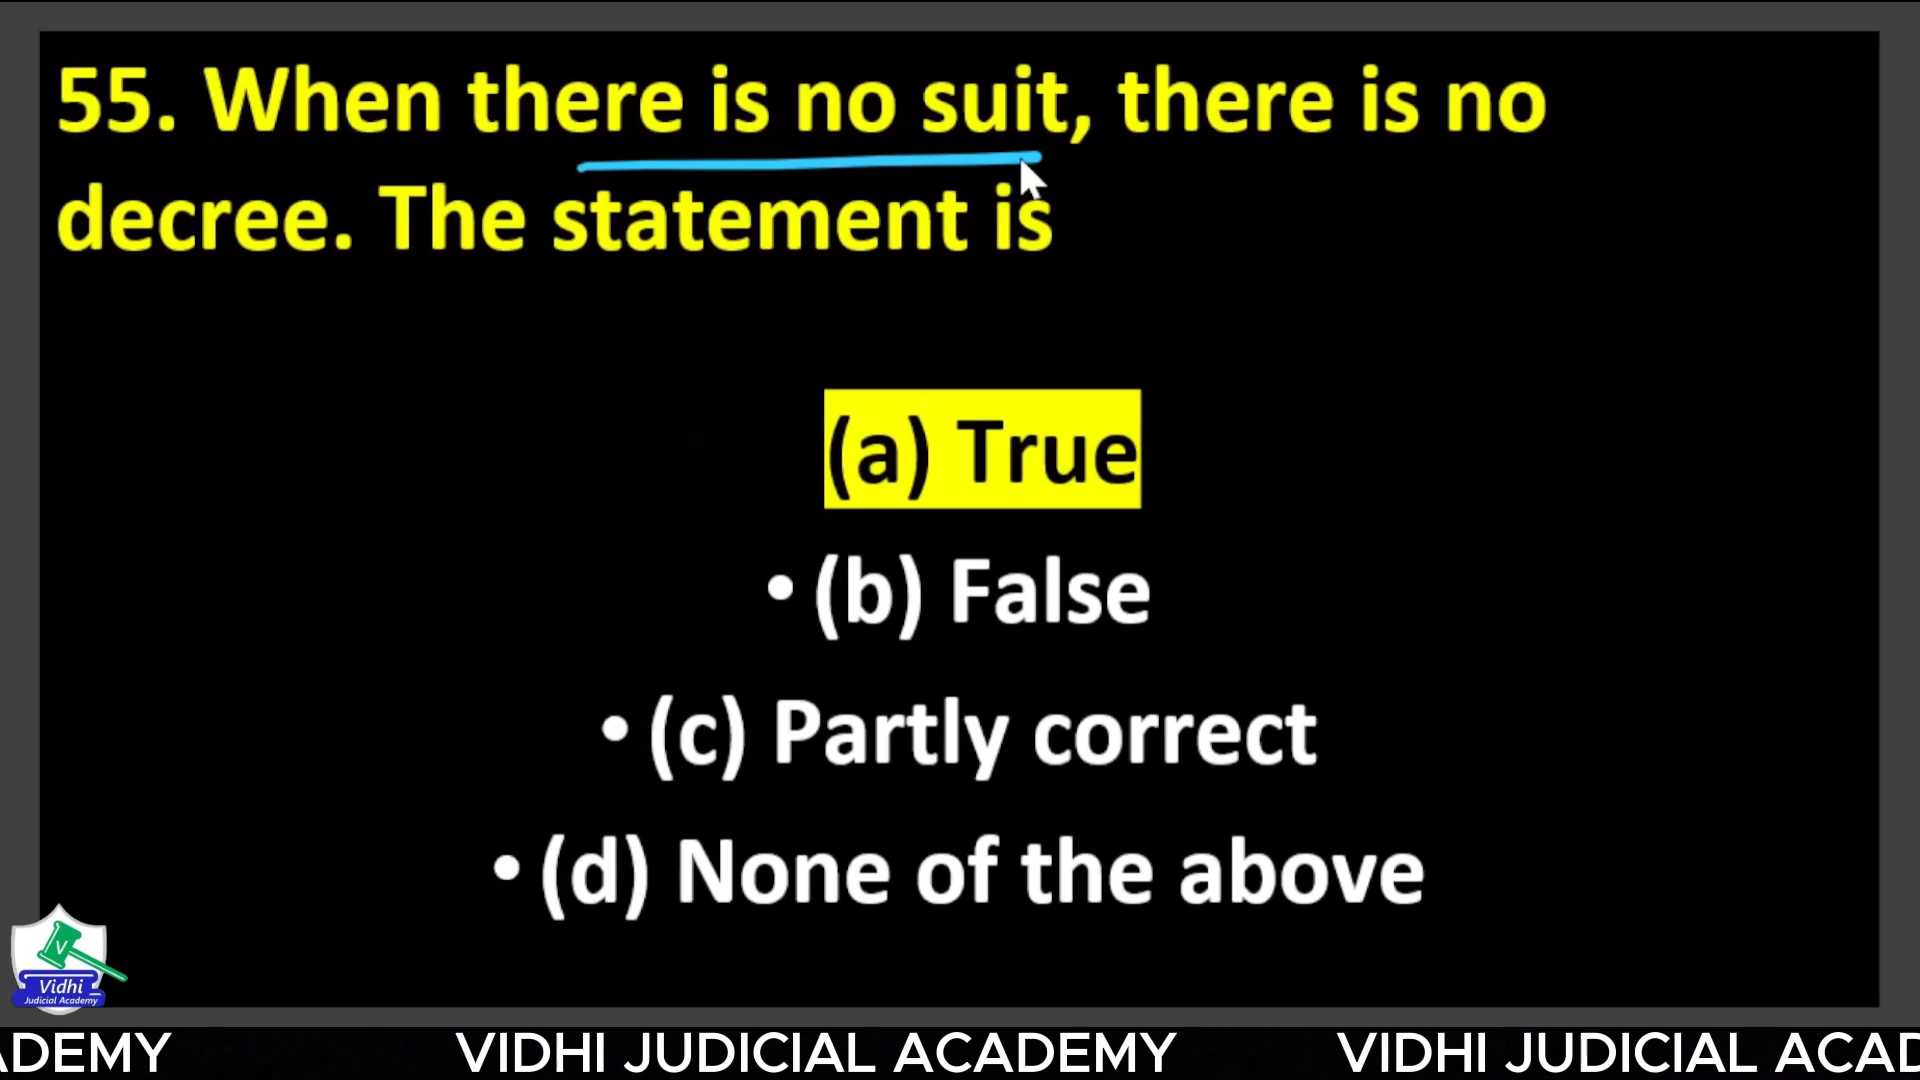 55. When there is no suit, there is no
decree. The statement is
(a) True
• (b) False
• (c) Partly correct
• (d) None of the above
V
Vidhi
Judicial Academy
ADEMY VIDHI JUDICIAL ACADEMY VIDHI JUDICIAL ACAD